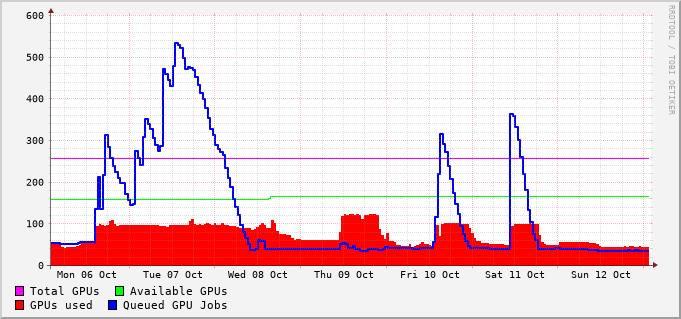 600
500
400
300
200
100
0
Mon 06 Oct Tue 07 Oct Wed 08 Oct Thu 09 Oct Fri 10 Oct Sat 11 Oct Sun 12 Oct
Total GPUs Available GPUs
GPUs used Queued GPU Jobs
RRDTOOL / TOBI OETIKER